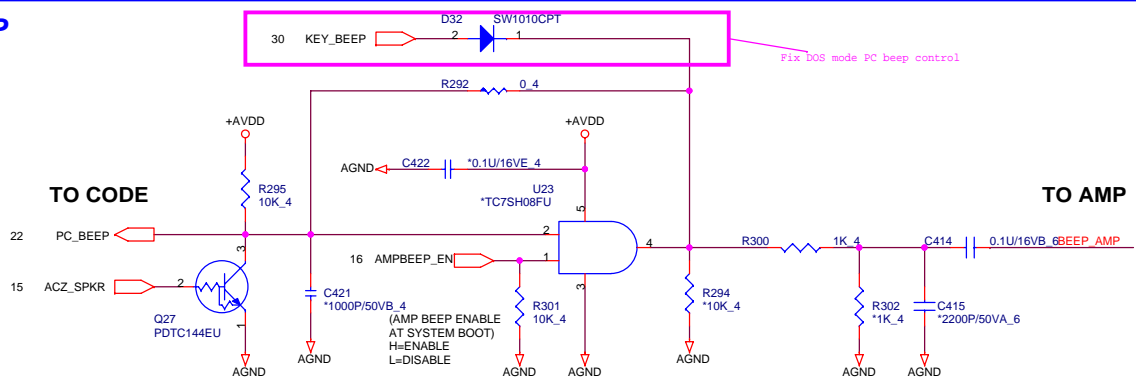 P
D32 SW1010CPT
30 KEY_BEEP 2 1
Fix DOS mode PC beep control
R292 0_4
+AVDD +AVDD
AGND C422 *0.1U/16VE_4
U23
*TC7SH08FU
R295
10K_4
TO CODE TO AMP
5
22 PC_BEEP 2 4 R300 1K_4 C414 0.1U/16VB_6 BEEP_AMP
3
16 AMPBEEP_EN 1
15 ACZ_SPKR 2
3
C421
*1000P/50VB_4
R301
10K_4
R294
*10K_4
R302
*1K_4
C415
*2200P/50VA_6
Q27
PDTC144EU
1
(AMP BEEP ENABLE
AT SYSTEM BOOT)
H=ENABLE
L=DISABLE
AGND AGND AGND AGND AGND AGND AGND